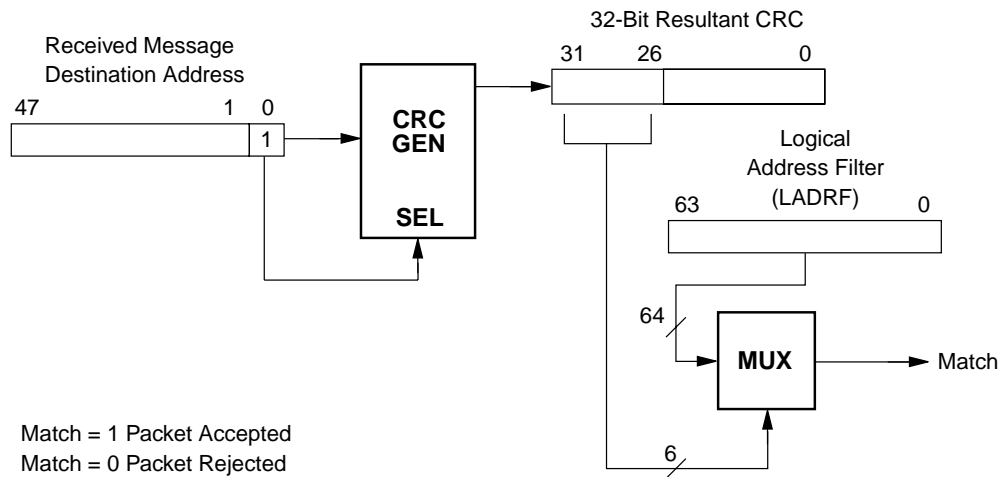 32-Bit Resultant CRC
Received Message
Destination Address
31 26 0
47 1 0
1
CRC
GEN
SEL
Logical
Address Filter
(LADRF)
63 0
64
MUX
Match
6
Match = 1 Packet Accepted
Match = 0 Packet Rejected